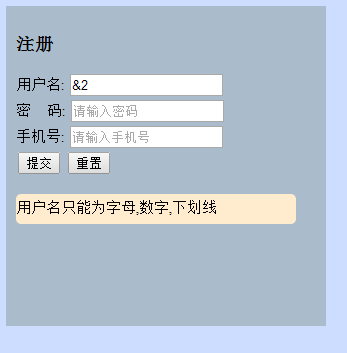 注册
用户名: &2
密 码: 请输入密码
手机号: 请输入手机号
提交 重置
用户名只能为字母,数字,下划线